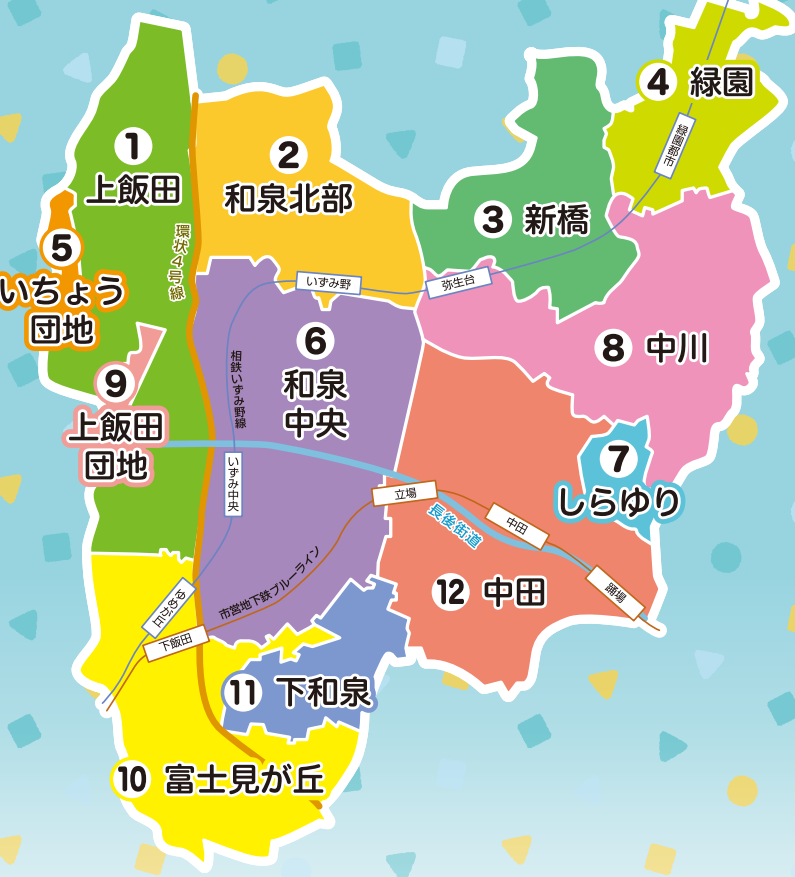 4 緑園
緑園都市
1
上飯田
2
和泉北部
3 新橋
5
いちょう
団地
環状4号線
いずみ野
弥生台
6
和泉
中央
8 中川
相鉄いずみ野線
9
上飯田
団地
いずみ中央
7
しらゆり
立場
長後街道
中田
12 中田
踊場
市営地下鉄ブルーライン
ゆめが丘
下飯田
11 下和泉
10 富士見が丘